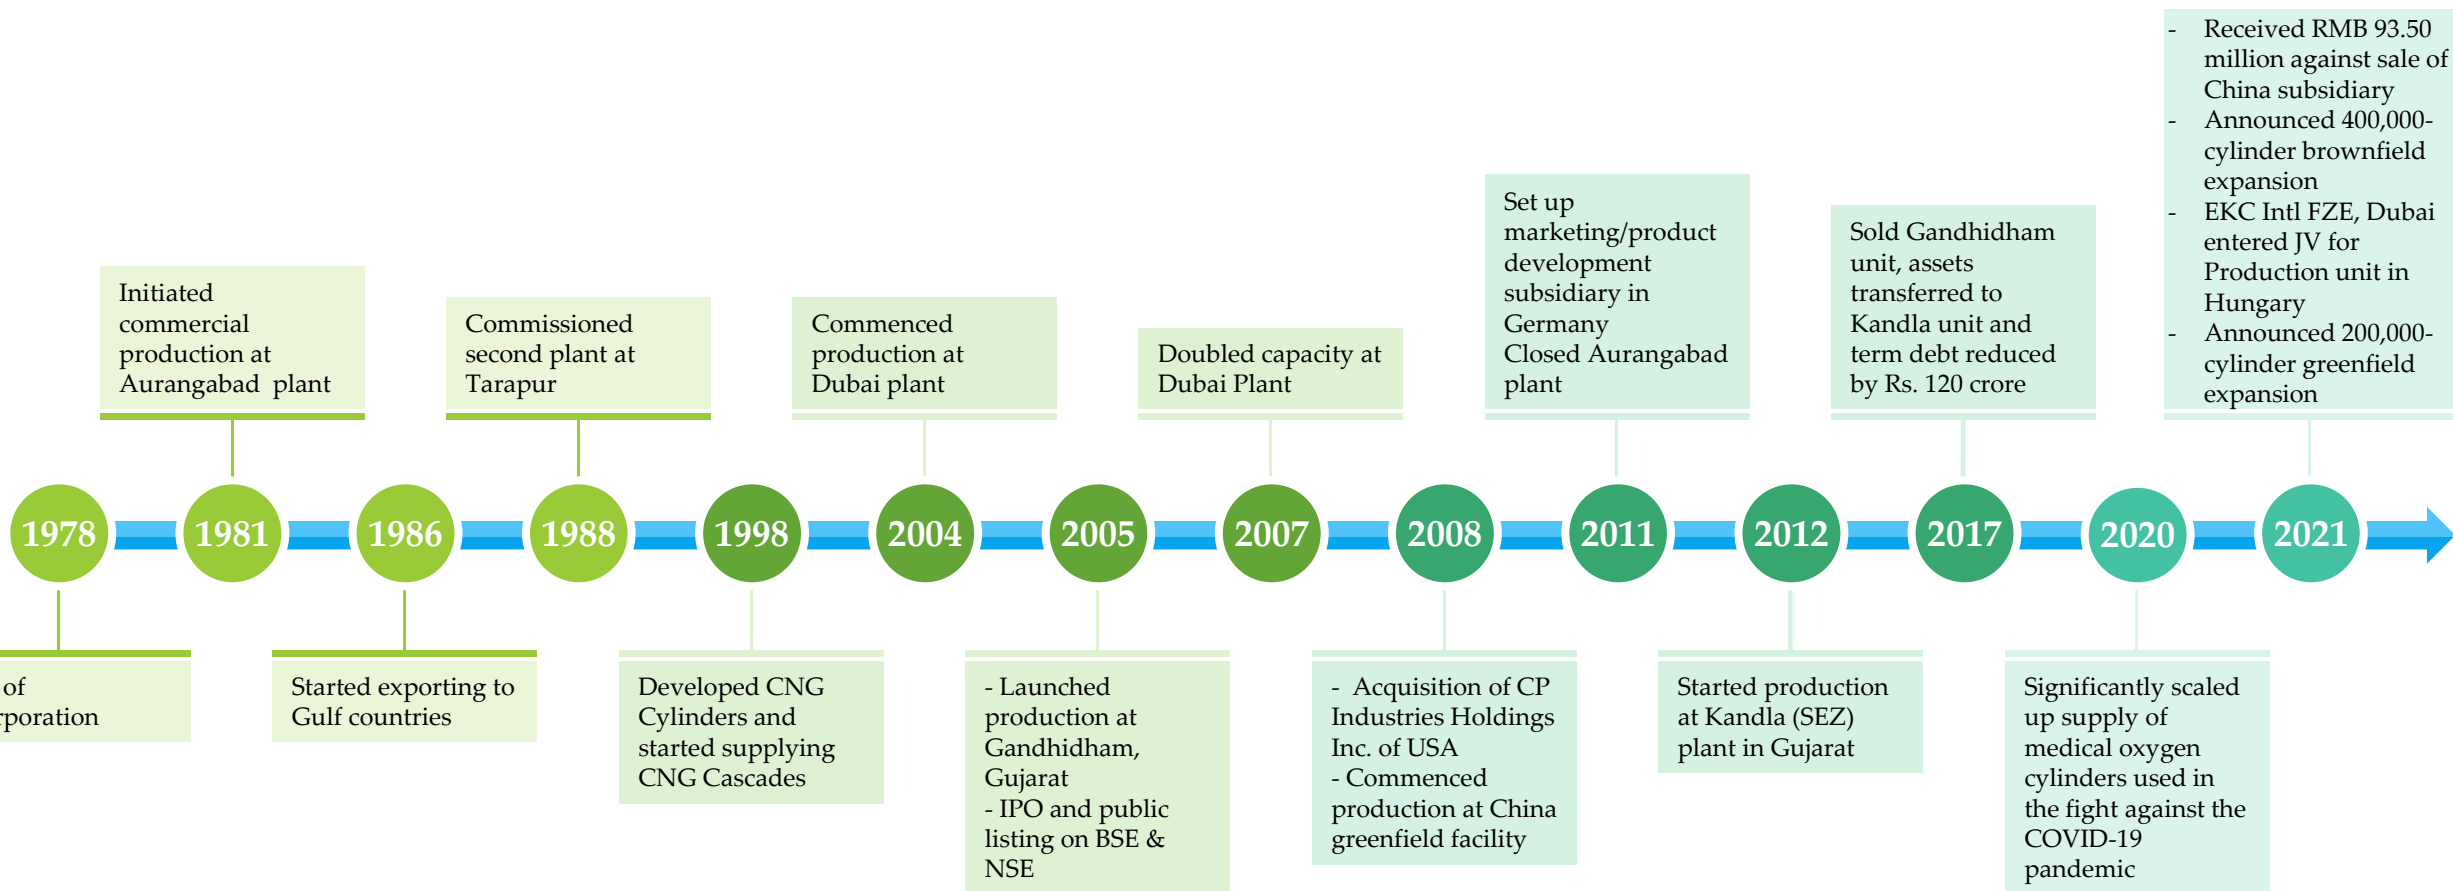 - Received RMB 93.50
million against sale of
China subsidiary
- Announced 400,000-
cylinder brownfield
expansion
- EKC Intl FZE, Dubai
entered JV for
Production unit in
Hungary
- Announced 200,000-
cylinder greenfield
expansion
Set up
marketing/product
development
subsidiary in
Germany
Closed Aurangabad
plant
Sold Gandhidham
unit, assets
transferred to
Kandla unit and
term debt reduced
by Rs. 120 crore
Initiated
commercial
production at
Aurangabad plant
Commissioned
second plant at
Tarapur
Commenced
production at
Dubai plant
Doubled capacity at
Dubai Plant
1978
1981
1986
1988
1998
2004
2005
2007
2008
2011
2012
2017
2020
2021
of
rporation
Started exporting to
Gulf countries
Developed CNG
Cylinders and
started supplying
CNG Cascades
- Launched
production at
Gandhidham,
Gujarat
- IPO and public
listing on BSE &
NSE
- Acquisition of CP
Industries Holdings
Inc. of USA
- Commenced
production at China
greenfield facility
Started production
at Kandla (SEZ)
plant in Gujarat
Significantly scaled
up supply of
medical oxygen
cylinders used in
the fight against the
COVID-19
pandemic